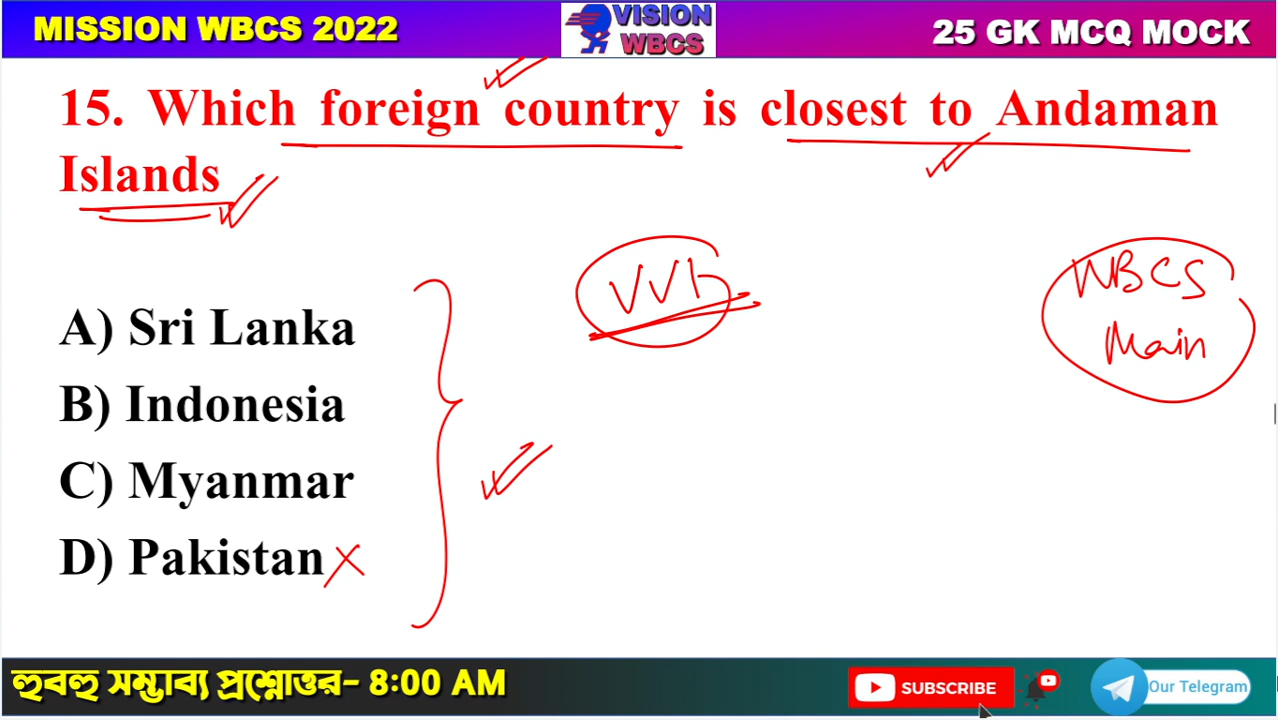 MISSION WBCS 2022
VISION
WBCS
25 GK MCQ MOCK
15. Which foreign country is closest to Andaman
Islands
VVI
WBCS
Main
A) Sri Lanka
B) Indonesia
C) Myanmar
D) Pakistan
হুবহু সম্ভাব্য প্রশ্নোত্তর- 8:00 AM
SUBSCRIBE
Our Telegram